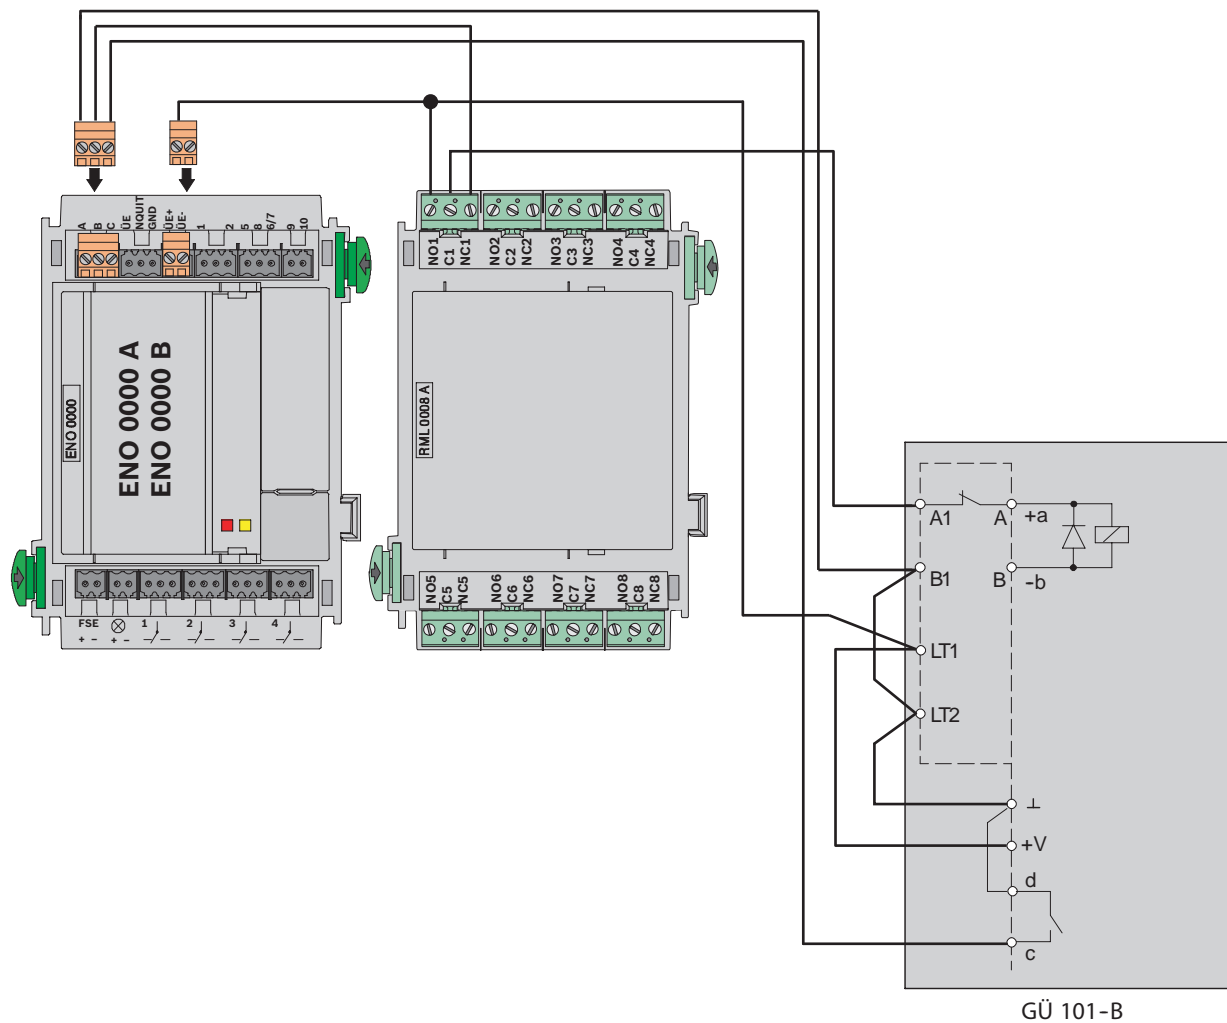 A B C ÜE NQUIT GND ÜE+ ÜE- 1 2 5 8 6/7 9 10
ENO 0000
ENO 0000 A
ENO 0000 B
FSE 1 2 3 4
+ - + -
NO1 C1 NC1 NO2 C2 NC2 NO3 C3 NC3 NO4 C4 NC4
RML 0008 A
NO5 C5 NC5 NO6 C6 NC6 NO7 C7 NC7 NO8 C8 NC8
A1 A +a
B1 B -b
LT1
LT2
⊥
+V
d
c
GÜ 101-B